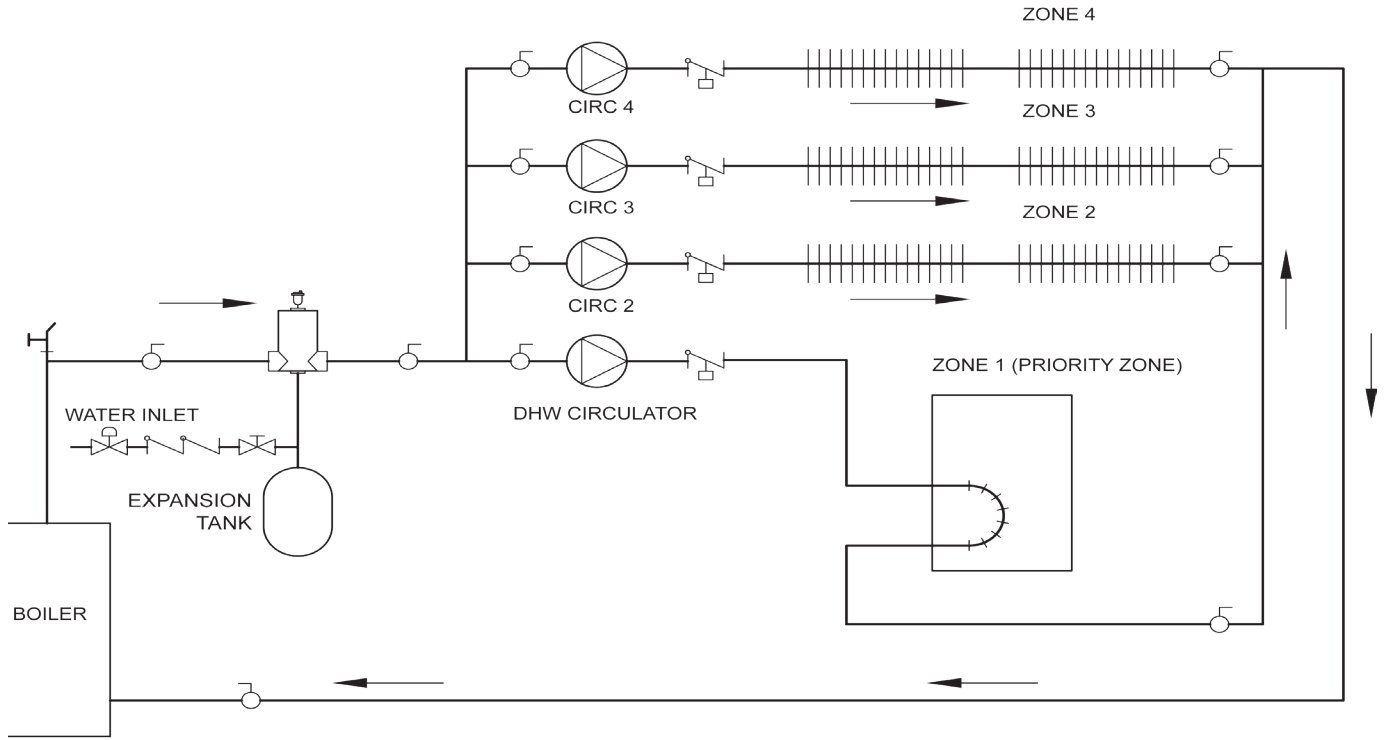 ZONE 4
CIRC 4
ZONE 3
CIRC 3
ZONE 2
CIRC 2
ZONE 1 (PRIORITY ZONE)
DHW CIRCULATOR
WATER INLET
EXPANSION
TANK
BOILER